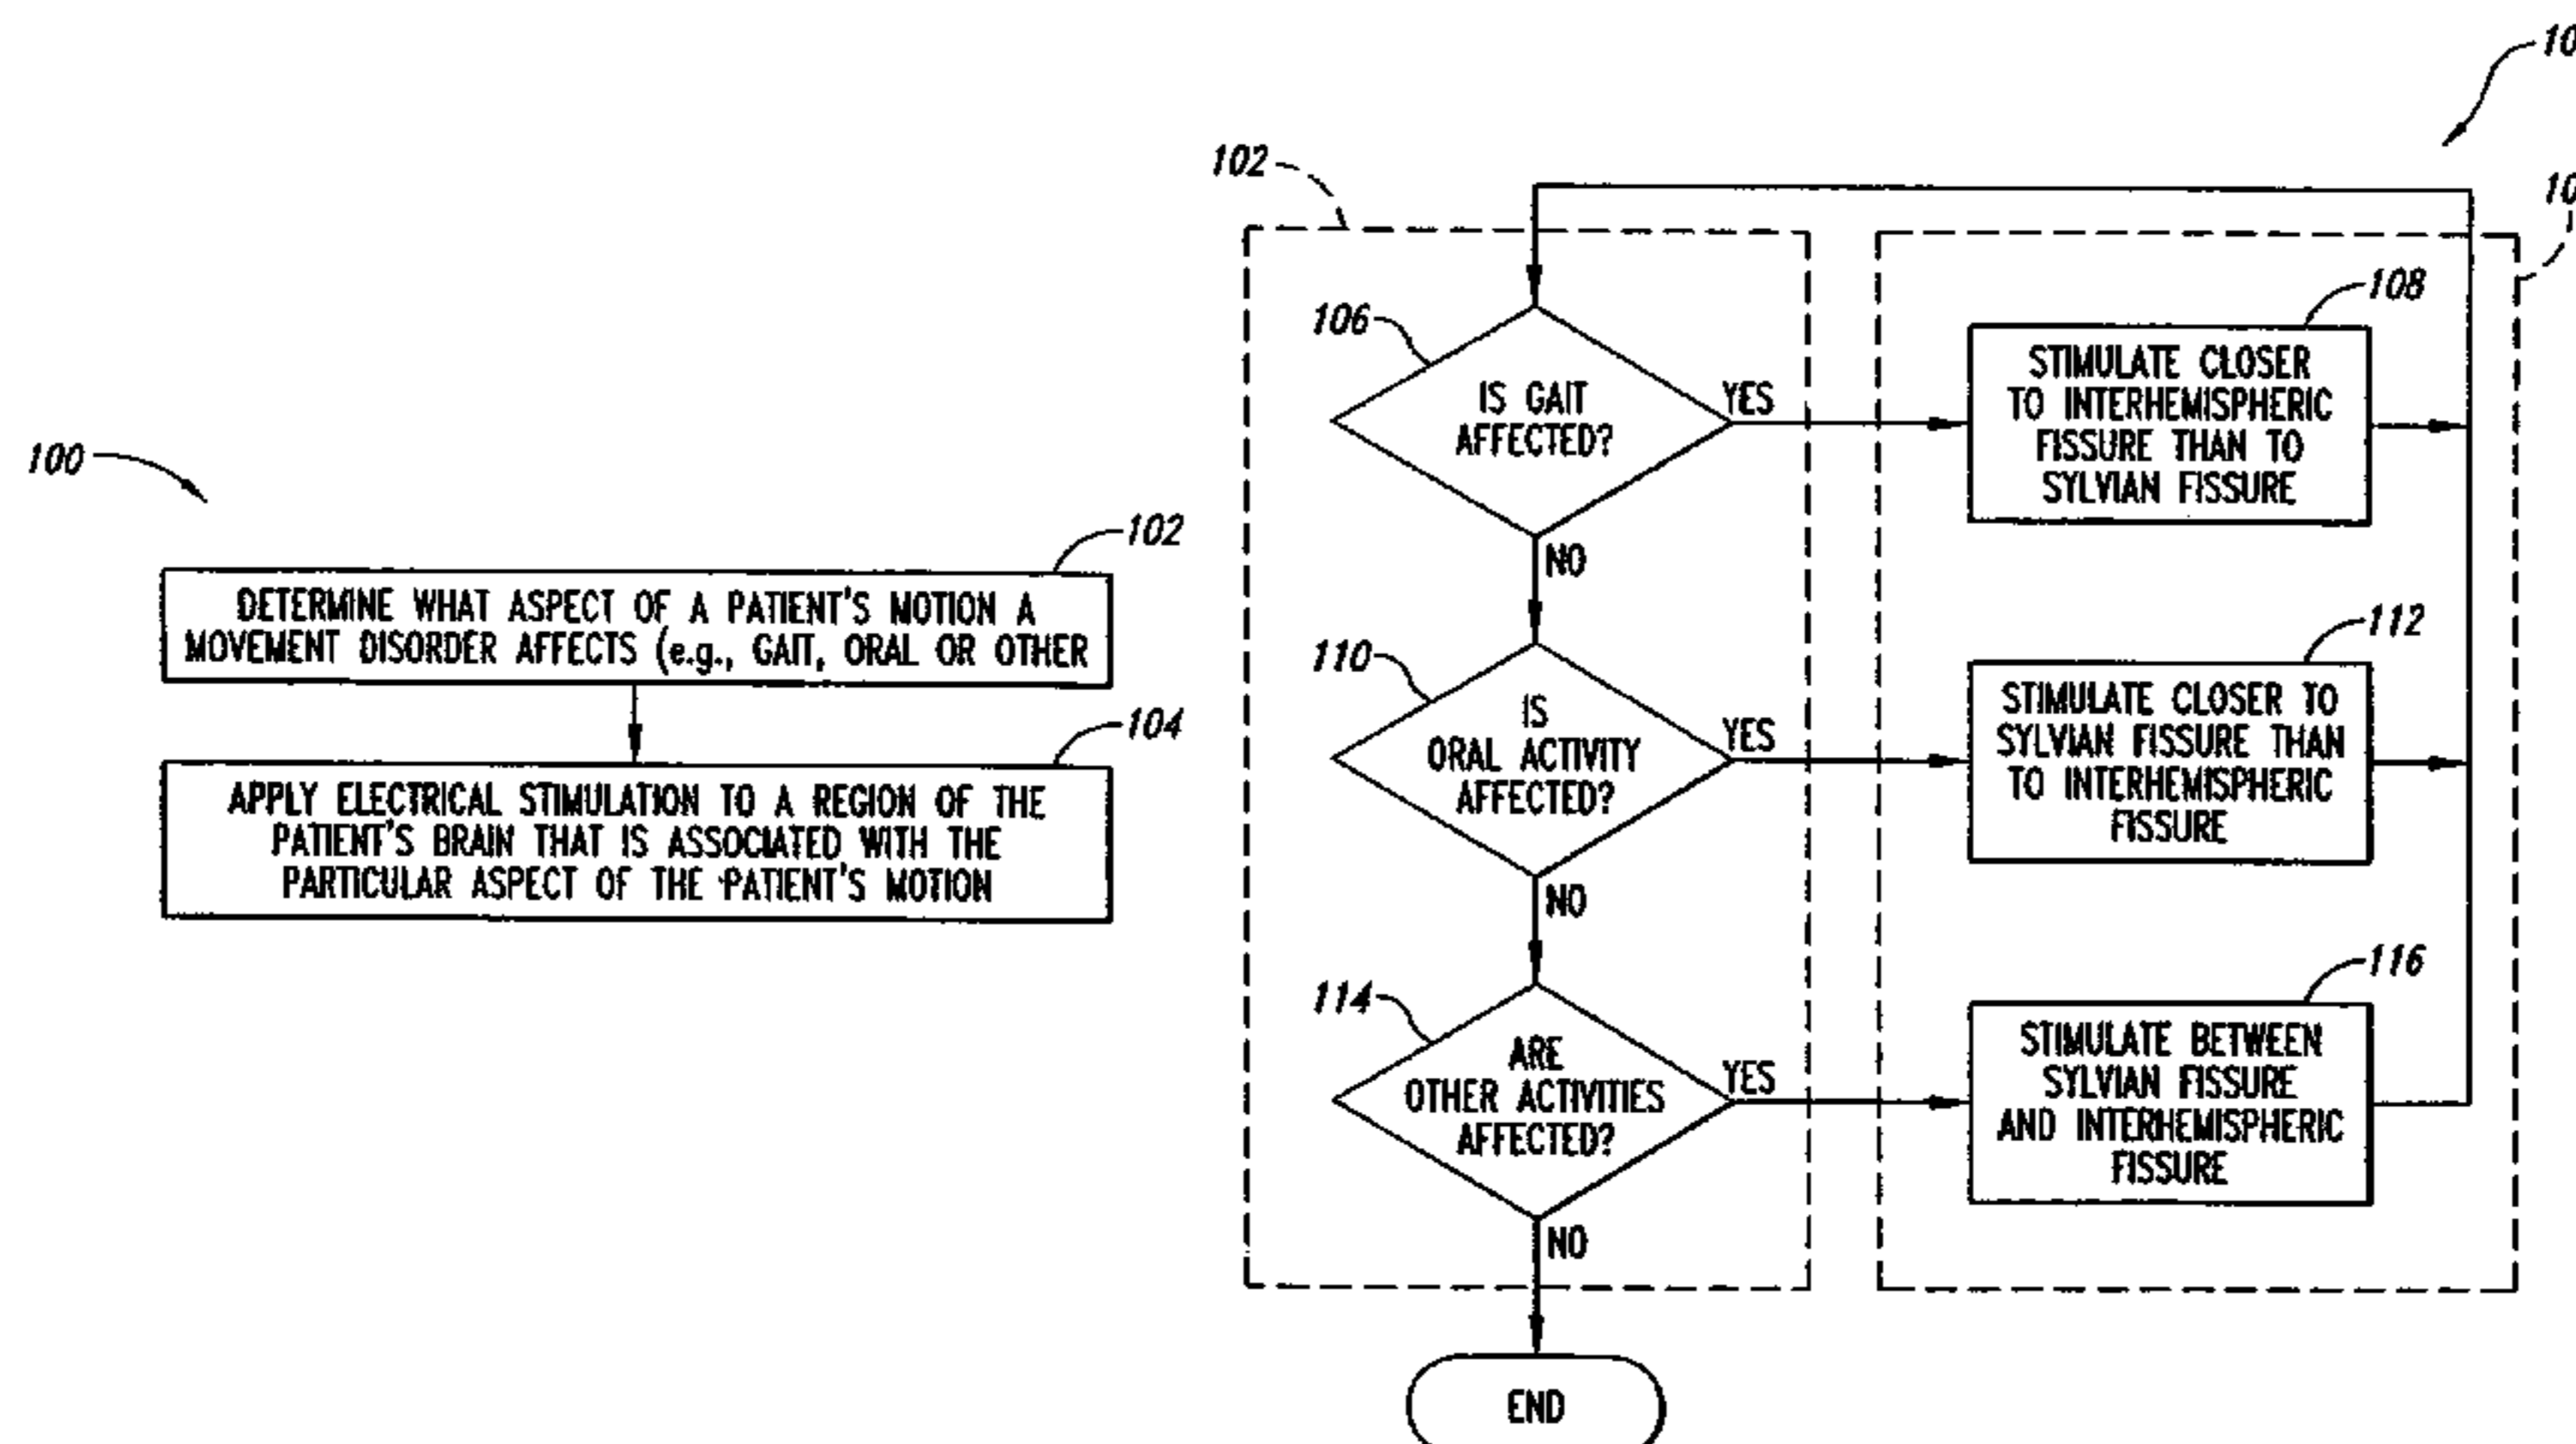 100
102
DETERMINE WHAT ASPECT OF A PATIENT'S MOTION A
MOVEMENT DISORDER AFFECTS (e.g., GAIT, ORAL OR OTHER
104
APPLY ELECTRICAL STIMULATION TO A REGION OF THE
PATIENT'S BRAIN THAT IS ASSOCIATED WITH THE
PARTICULAR ASPECT OF THE PATIENT'S MOTION
102
106
IS GAIT
AFFECTED?
YES
NO
108
STIMULATE CLOSER
TO INTERHEMISPHERIC
FISSURE THAN TO
SYLVIAN FISSURE
110
IS
ORAL ACTIVITY
AFFECTED?
YES
NO
112
STIMULATE CLOSER TO
SYLVIAN FISSURE THAN
TO INTERHEMISPHERIC
FISSURE
114
ARE
OTHER ACTIVITIES
AFFECTED?
YES
NO
116
STIMULATE BETWEEN
SYLVIAN FISSURE
AND INTERHEMISPHERIC
FISSURE
END